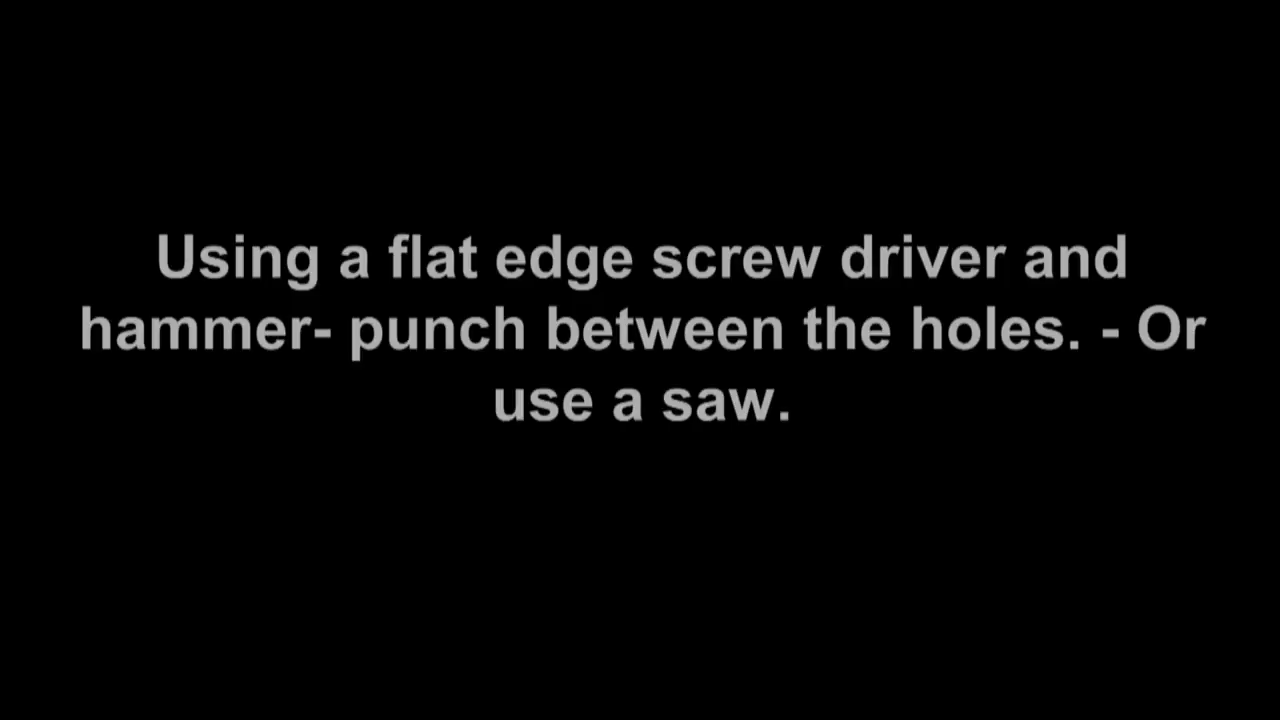 Using a flat edge screw driver and
hammer- punch between the holes. - Or
use a saw.